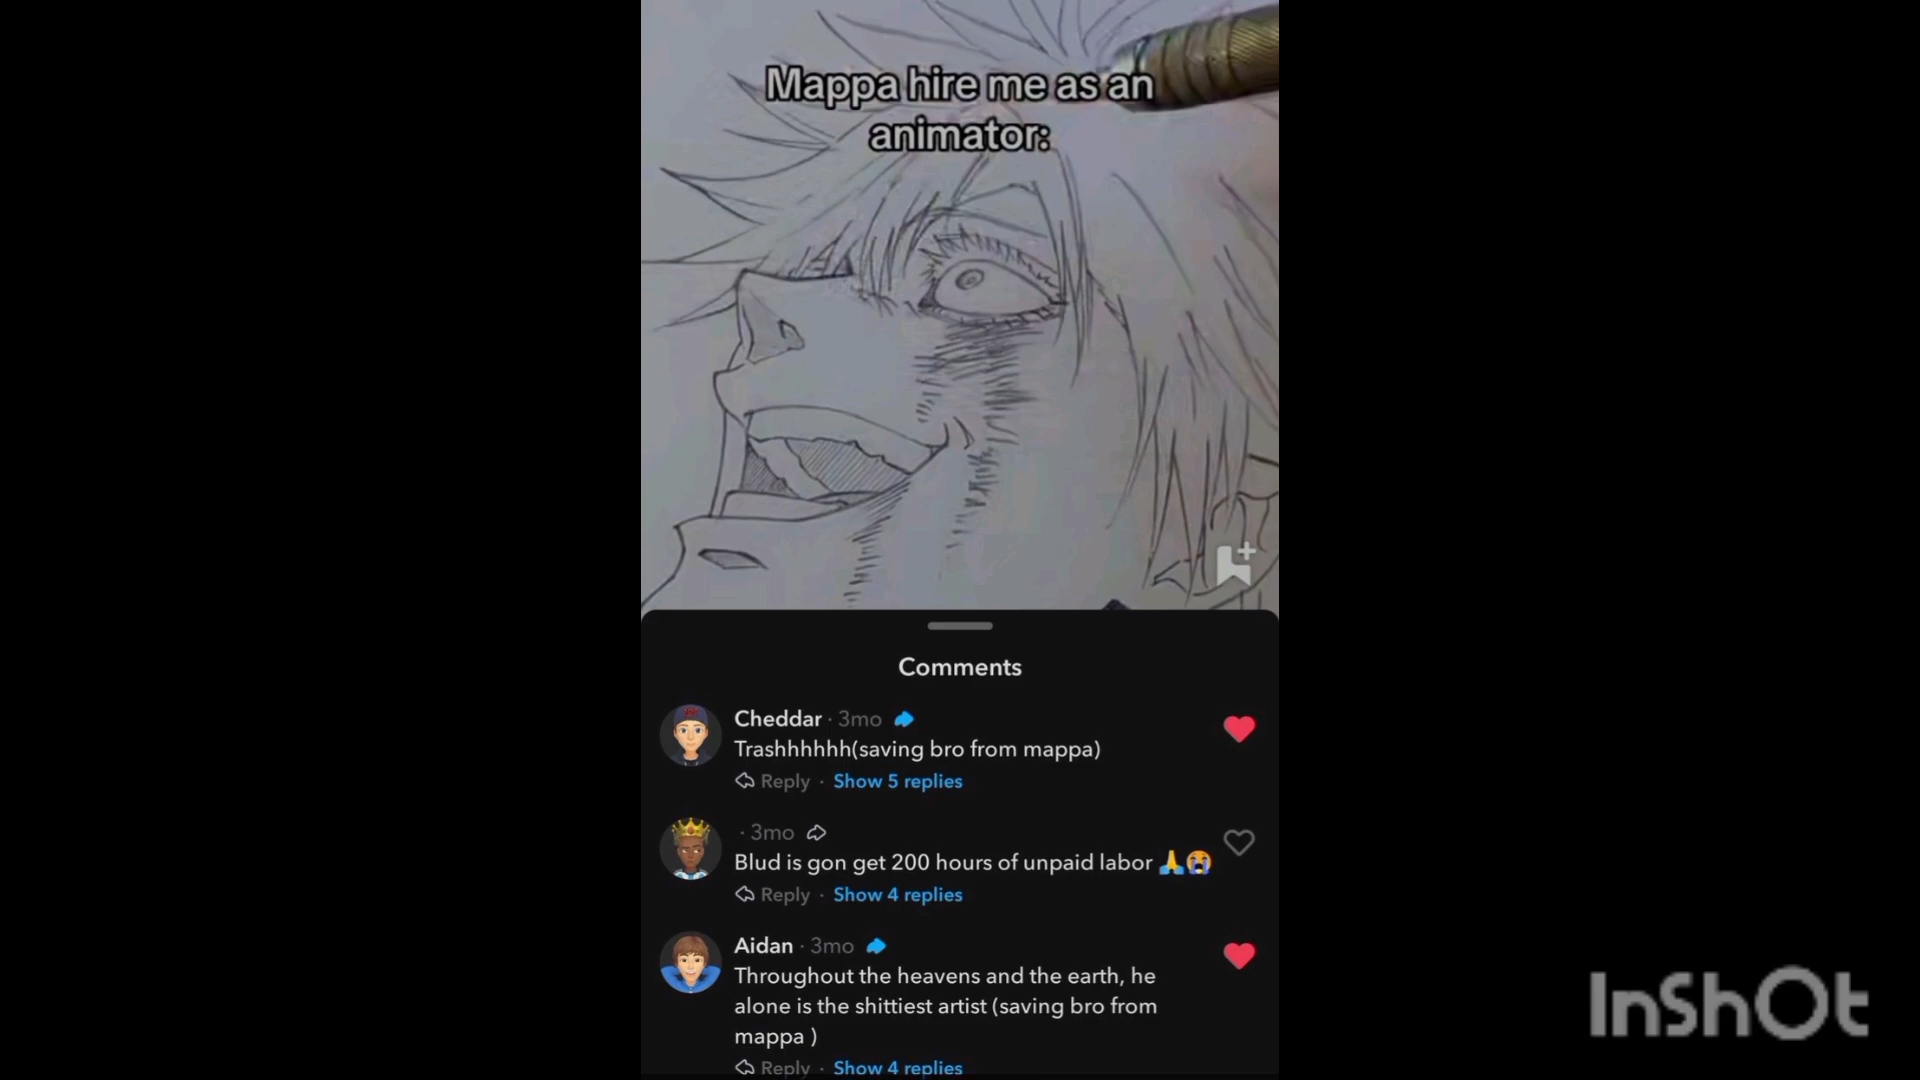 Mappa hire me as an
animator:
Comments
Cheddar · 3mo
Trashhhhhh(saving bro from mappa)
Reply · Show 5 replies
· 3mo
Blud is gon get 200 hours of unpaid labor 🙏😭
Reply · Show 4 replies
Aidan · 3mo
Throughout the heavens and the earth, he
alone is the shittiest artist (saving bro from
mappa )
Reply · Show 4 replies
InShOt